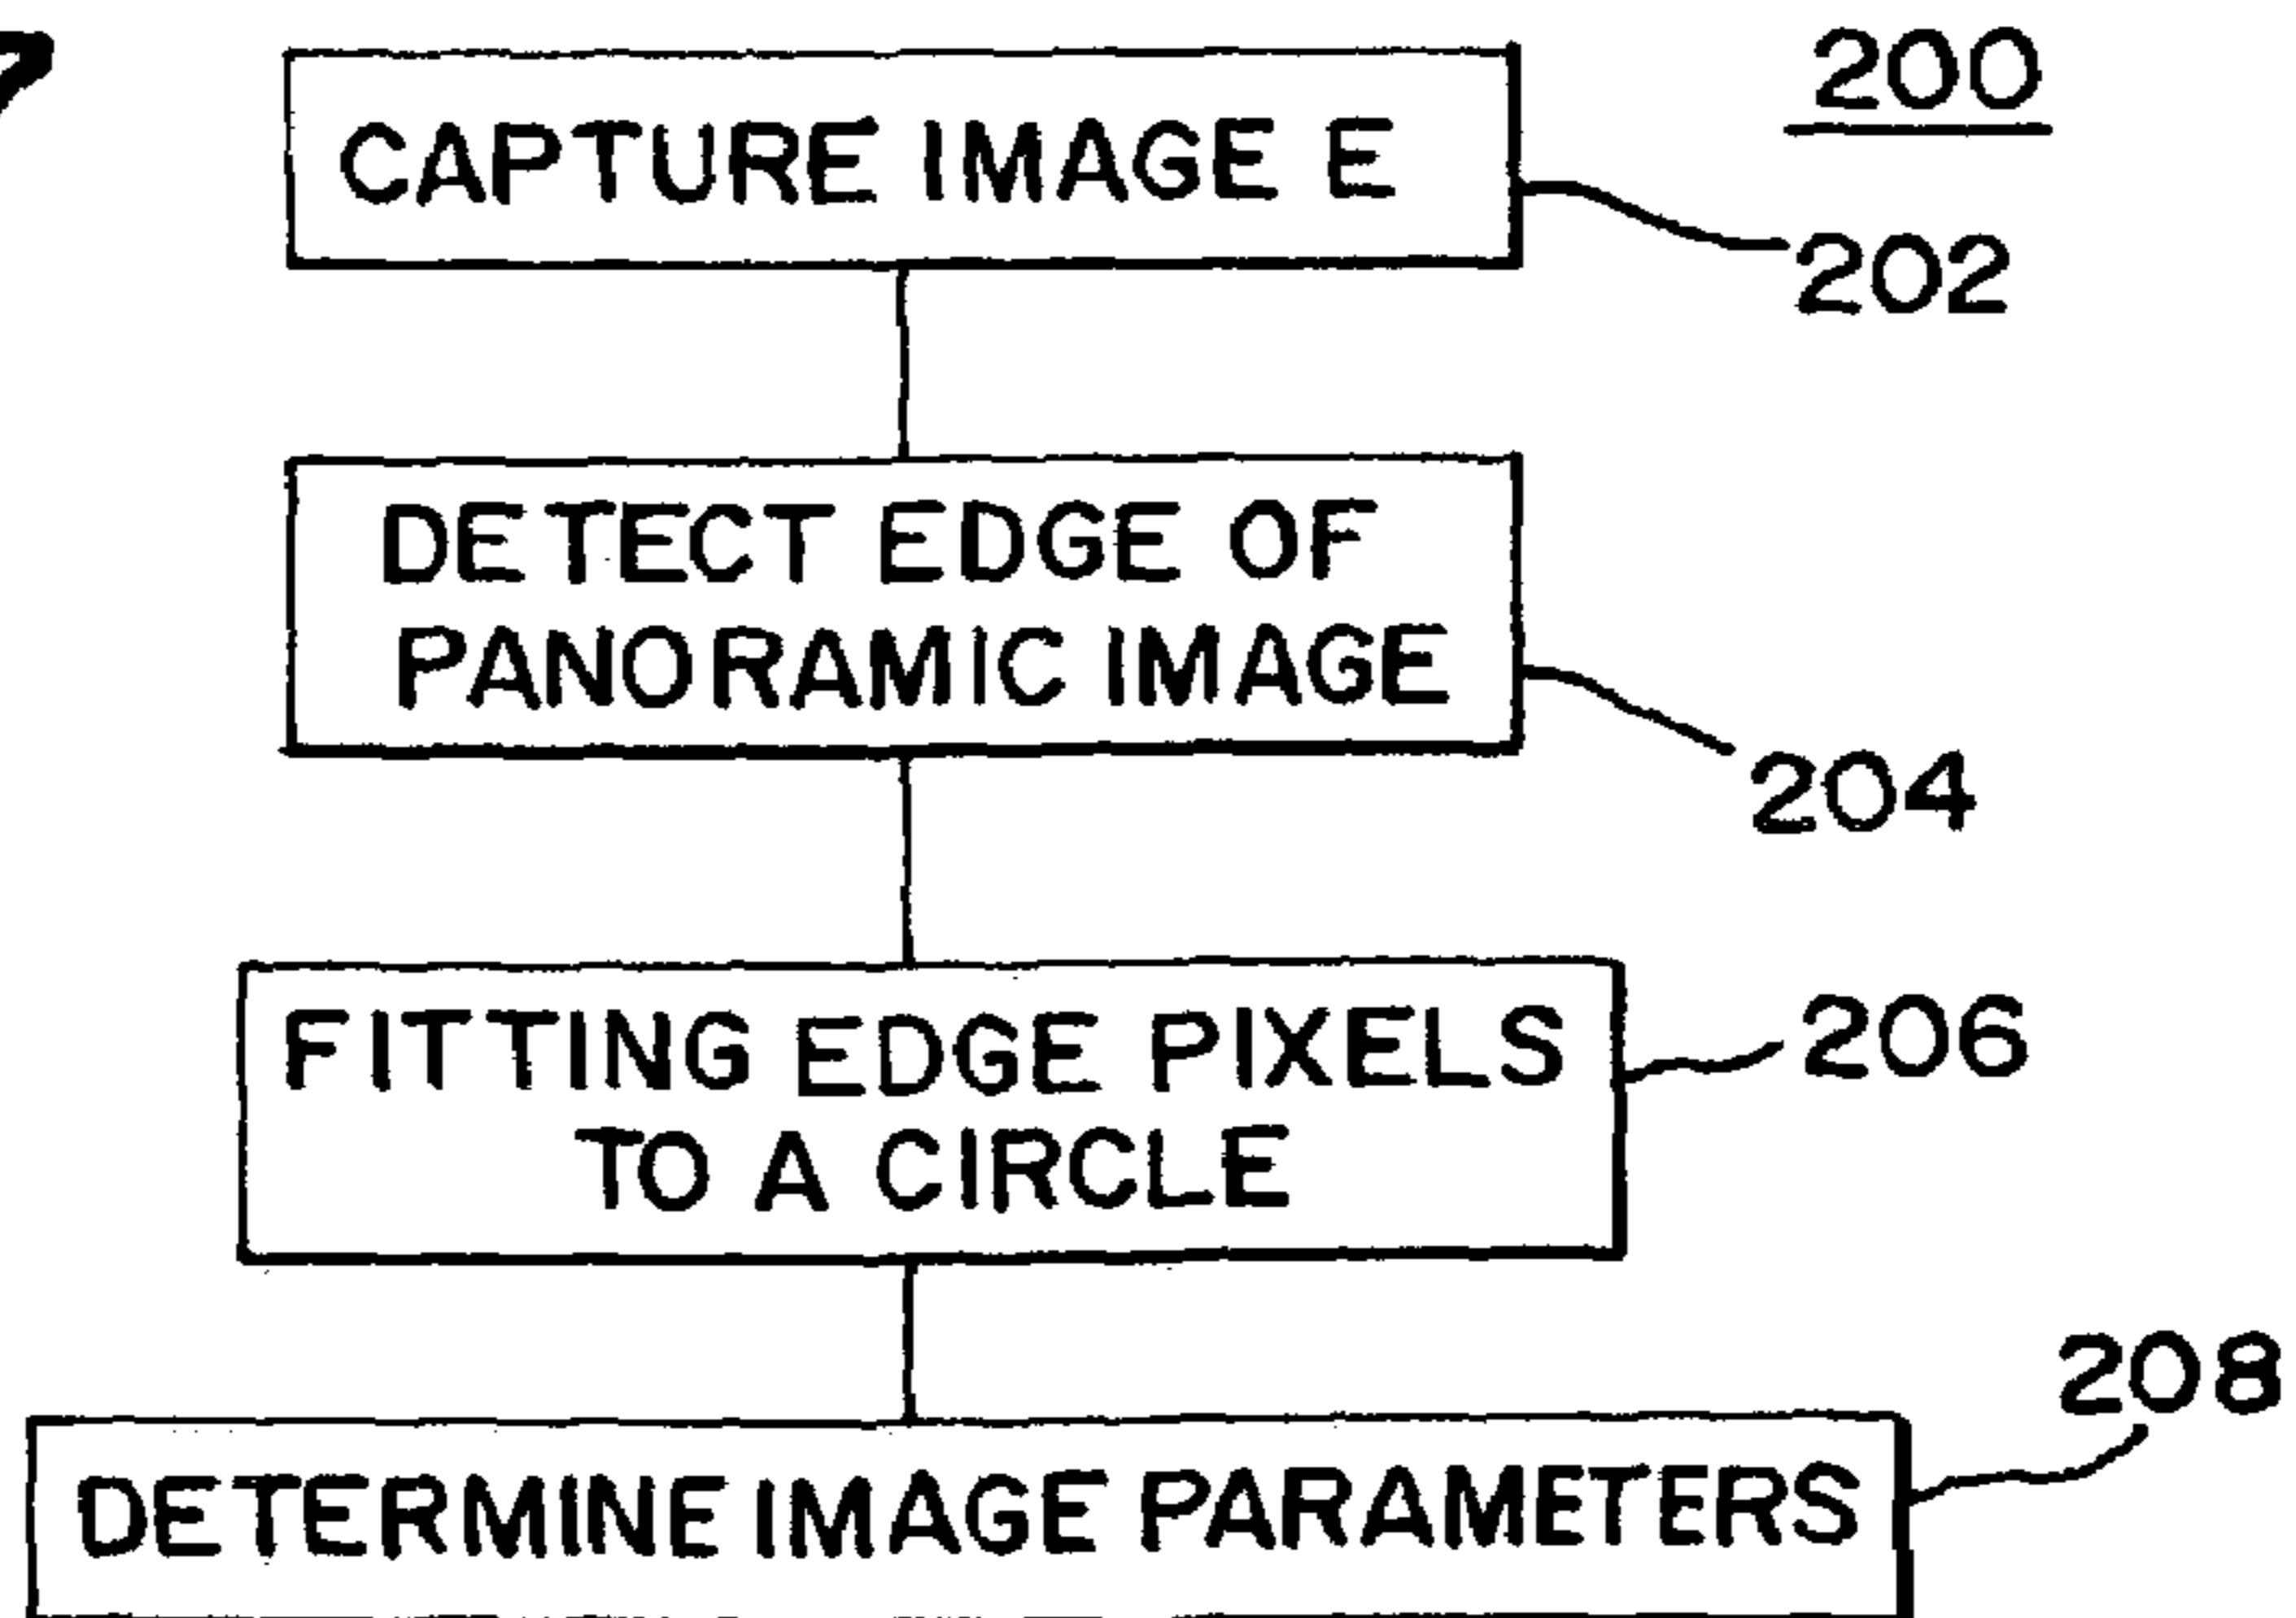 7
200
CAPTURE IMAGE E
202
DETECT EDGE OF
PANORAMIC IMAGE
204
FITTING EDGE PIXELS
TO A CIRCLE
206
208
DETERMINE IMAGE PARAMETERS